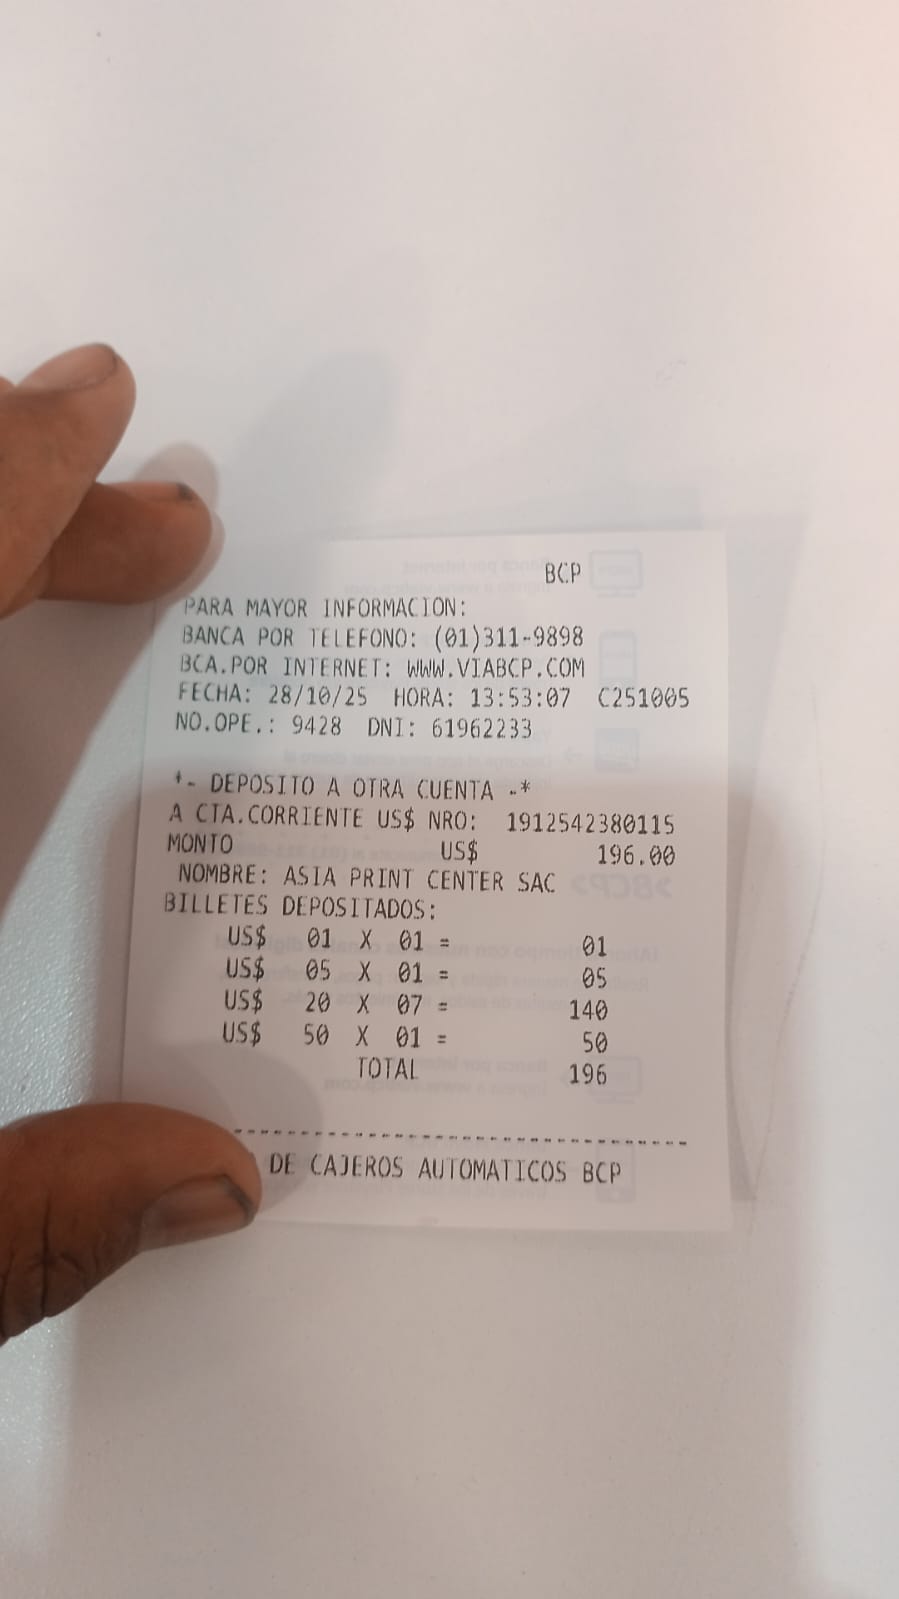 BCP
PARA MAYOR INFORMACION:
BANCA POR TELEFONO: (01)311-9898
BCA.POR INTERNET: WWW.VIABCP.COM
FECHA: 28/10/25 HORA: 13:53:07 C251005
NO.OPE.: 9428 DNI: 61962233
*- DEPOSITO A OTRA CUENTA -*
A CTA.CORRIENTE US$ NRO: 1912542380115
MONTO US$ 196.00
NOMBRE: ASIA PRINT CENTER SAC
BILLETES DEPOSITADOS:
US$ 01 X 01 = 01
US$ 05 X 01 = 05
US$ 20 X 07 = 140
US$ 50 X 01 = 50
TOTAL 196
----------------------------------------
DE CAJEROS AUTOMATICOS BCP